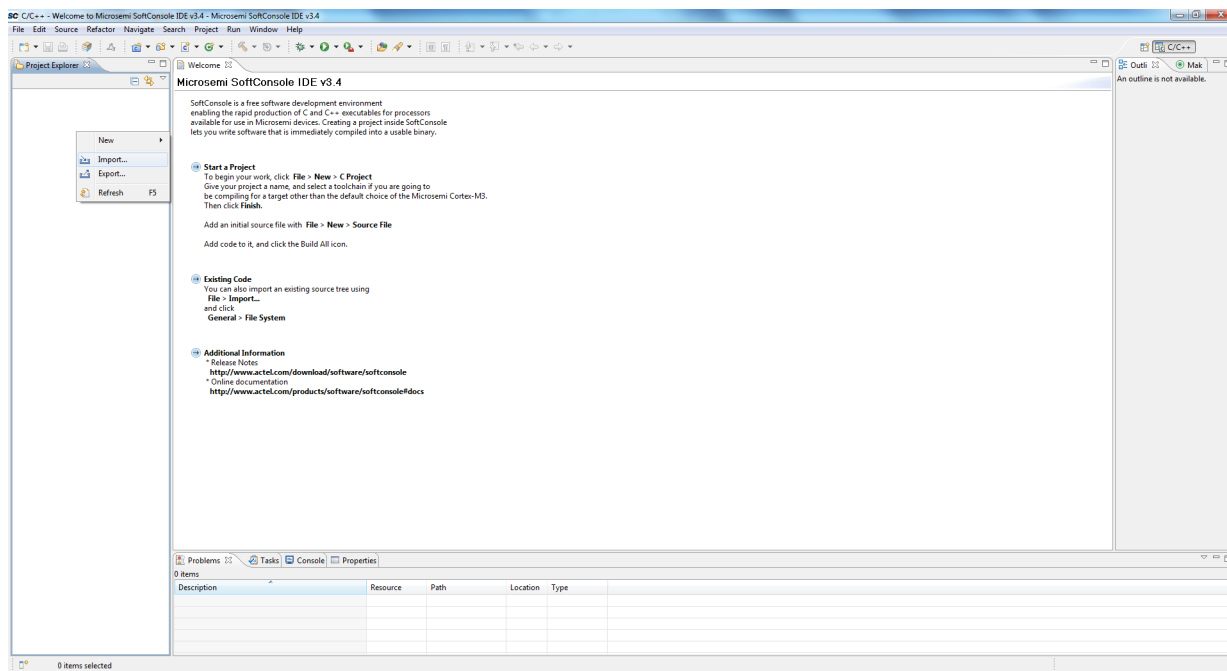 SC C/C++ - Welcome to Microsemi SoftConsole IDE v3.4 - Microsemi SoftConsole IDE v3.4
File Edit Source Refactor Navigate Search Project Run Window Help
C/C++
Project Explorer
Welcome
Outli
Mak
Microsemi SoftConsole IDE v3.4
An outline is not available.
SoftConsole is a free software development environment
enabling the rapid production of C and C++ executables for processors
available for use in Microsemi devices. Creating a project inside SoftConsole
lets you write software that is immediately compiled into a usable binary.
New
Import...
Export...
Refresh F5
Start a Project
To begin your work, click File > New > C Project
Give your project a name, and select a toolchain if you are going to
be compiling for a target other than the default choice of the Microsemi Cortex-M3.
Then click Finish.
Add an initial source file with File > New > Source File
Add code to it, and click the Build All icon.
Existing Code
You can also import an existing source tree using
File > Import...
and click
General > File System
Additional Information
* Release Notes
http://www.actel.com/download/software/softconsole
* Online documentation
http://www.actel.com/products/software/softconsole#docs
Problems Tasks Console Properties
0 items
Description Resource Path Location Type
0 items selected